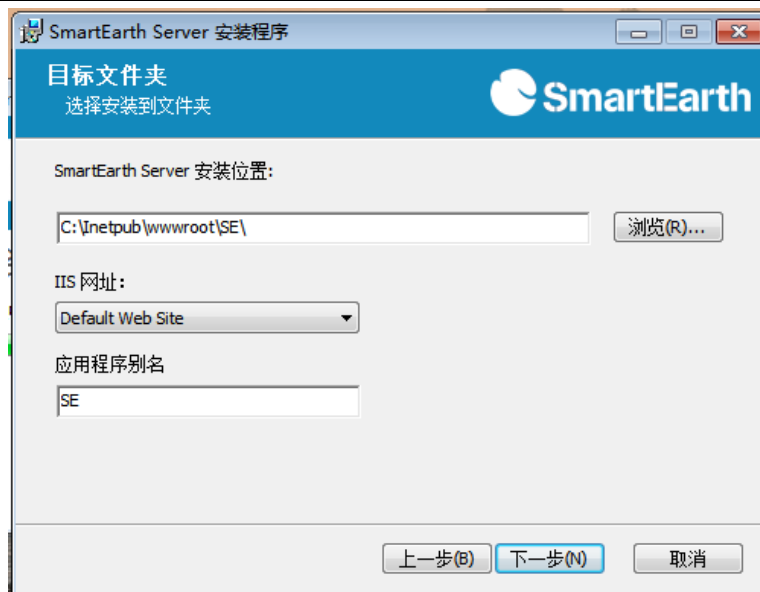 SmartEarth Server 安装程序
目标文件夹
选择安装到文件夹
SmartEarth
SmartEarth Server 安装位置:
C:\Inetpub\wwwroot\SE\
浏览(R)...
IIS 网址：
Default Web Site
应用程序别名
SE
上一步(B) 下一步(N) 取消